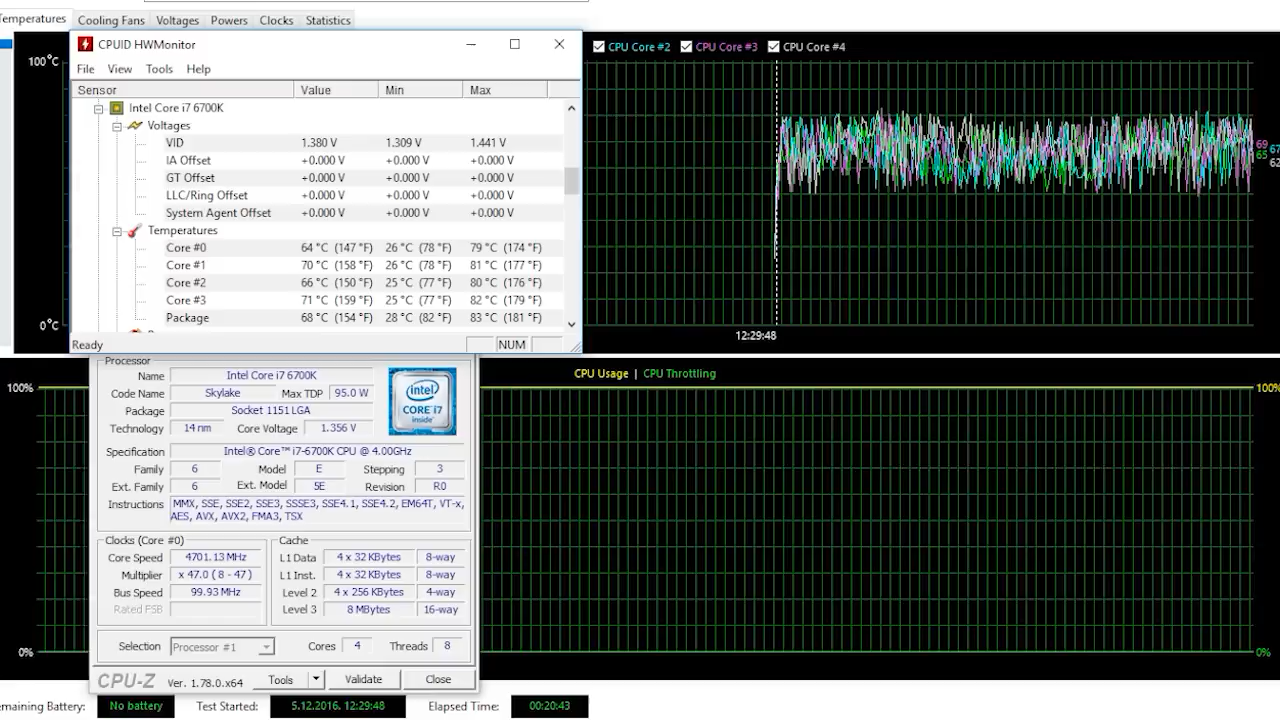 Temperatures Cooling Fans Voltages Powers Clocks Statistics
CPUID HWMonitor
File View Tools Help
Sensor Value Min Max
Intel Core i7 6700K
Voltages
VID 1.380 V 1.309 V 1.441 V
IA Offset +0.000 V +0.000 V +0.000 V
GT Offset +0.000 V +0.000 V +0.000 V
LLC/Ring Offset +0.000 V +0.000 V +0.000 V
System Agent Offset +0.000 V +0.000 V +0.000 V
Temperatures
Core #0 64 °C (147 °F) 26 °C (78 °F) 79 °C (174 °F)
Core #1 70 °C (158 °F) 26 °C (78 °F) 81 °C (177 °F)
Core #2 66 °C (150 °F) 25 °C (77 °F) 80 °C (176 °F)
Core #3 71 °C (159 °F) 25 °C (77 °F) 82 °C (179 °F)
Package 68 °C (154 °F) 28 °C (82 °F) 83 °C (181 °F)
Ready NUM
100°C
0°C
CPU Core #2 CPU Core #3 CPU Core #4
69 67
65 62
12:29:48
CPU Usage | CPU Throttling
100% 100%
0% 0%
Processor
Name Intel Core i7 6700K
Code Name Skylake Max TDP 95.0 W
Package Socket 1151 LGA
Technology 14 nm Core Voltage 1.356 V
intel
CORE i7
inside
Specification Intel® Core™ i7-6700K CPU @ 4.00GHz
Family 6 Model E Stepping 3
Ext. Family 6 Ext. Model 5E Revision R0
Instructions MMX, SSE, SSE2, SSE3, SSSE3, SSE4.1, SSE4.2, EM64T, VT-x,
AES, AVX, AVX2, FMA3, TSX
Clocks (Core #0)
Core Speed 4701.13 MHz
Multiplier x 47.0 ( 8 - 47 )
Bus Speed 99.93 MHz
Rated FSB
Cache
L1 Data 4 x 32 KBytes 8-way
L1 Inst. 4 x 32 KBytes 8-way
Level 2 4 x 256 KBytes 4-way
Level 3 8 MBytes 16-way
Selection Processor #1 Cores 4 Threads 8
CPU-Z Ver. 1.78.0.x64 Tools Validate Close
emaining Battery: No battery Test Started: 5.12.2016. 12:29:48 Elapsed Time: 00:20:43